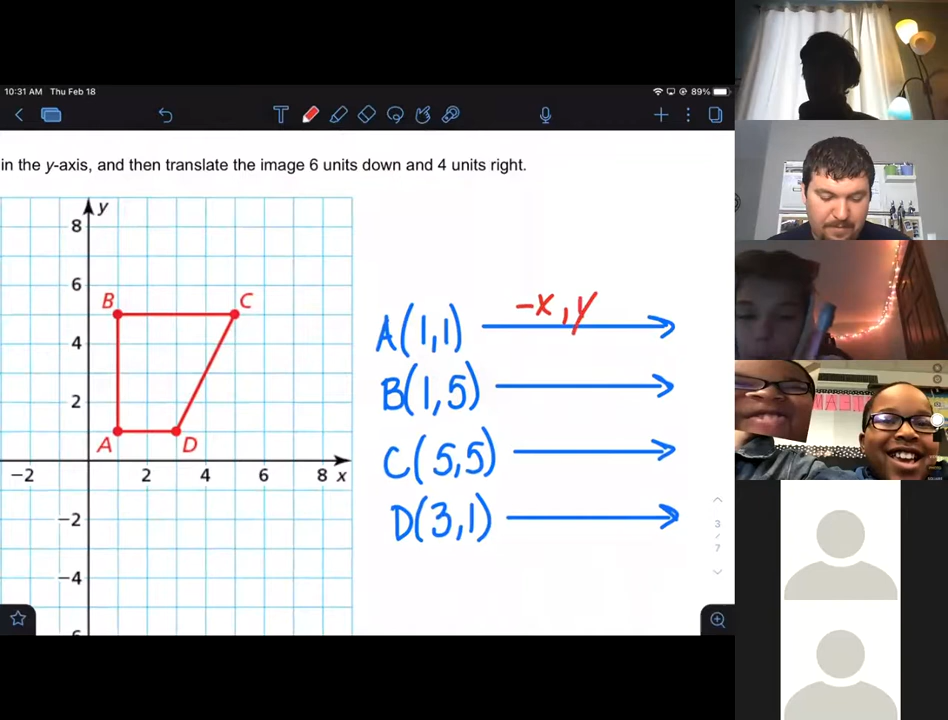 10:31 AM Thu Feb 18
89%
T
in the y-axis, and then translate the image 6 units down and 4 units right.
y
8
6
B
C
4
2
A
D
−2
2
4
6
8
x
−2
−4
-x, y
A(1,1)
B(1,5)
C(5,5)
D(3,1)
3
/
7